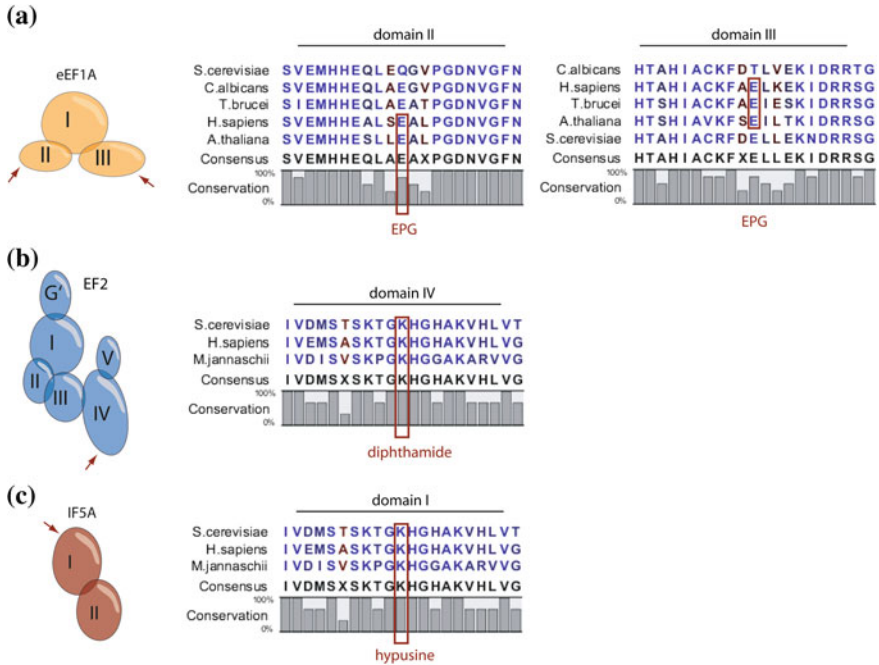 (a)
eEF1A
I
II
III
domain II
S.cerevisiae SVEMHHEQLEQGVPGDNVGFN
C.albicans SVEMHHEQLAEGVPGDNVGFN
T.brucei SIEMHHEQLAEATPGDNVGFN
H.sapiens SVEMHHEALSEALPGDNVGFN
A.thaliana SVEMHHESLLEALPGDNVGFN
Consensus SVEMHHEQLAEAXPGDNVGFN
100%
Conservation
0%
EPG
domain III
C.albicans HTAHIACKFDTLVEKIDRRTG
H.sapiens HTAHIACKFAELKEKIDRRSG
T.brucei HTSHIACKFAEIESKIDRRSG
A.thaliana HTSHIAVKFSEILTKIDRRSG
S.cerevisiae HTAHIACRFDELLEKNDRRSG
Consensus HTAHIACKFXELLEKIDRRSG
100%
Conservation
0%
EPG
(b)
EF2
G'
I
II
III
V
IV
domain IV
S.cerevisiae IVDMSTSKTGKHGHAKVHLVT
H.sapiens IVEMSASKTGKHGHAKVHLVG
M.jannaschii IVDISVSKPGKHGGAKARVVG
Consensus IVDMSXSKTGKHGHAKVHLVG
100%
Conservation
0%
diphthamide
(c)
IF5A
I
II
domain I
S.cerevisiae IVDMSTSKTGKHGHAKVHLVT
H.sapiens IVEMSASKTGKHGHAKVHLVG
M.jannaschii IVDISVSKPGKHGGAKARVVG
Consensus IVDMSXSKTGKHGHAKVHLVG
100%
Conservation
0%
hypusine